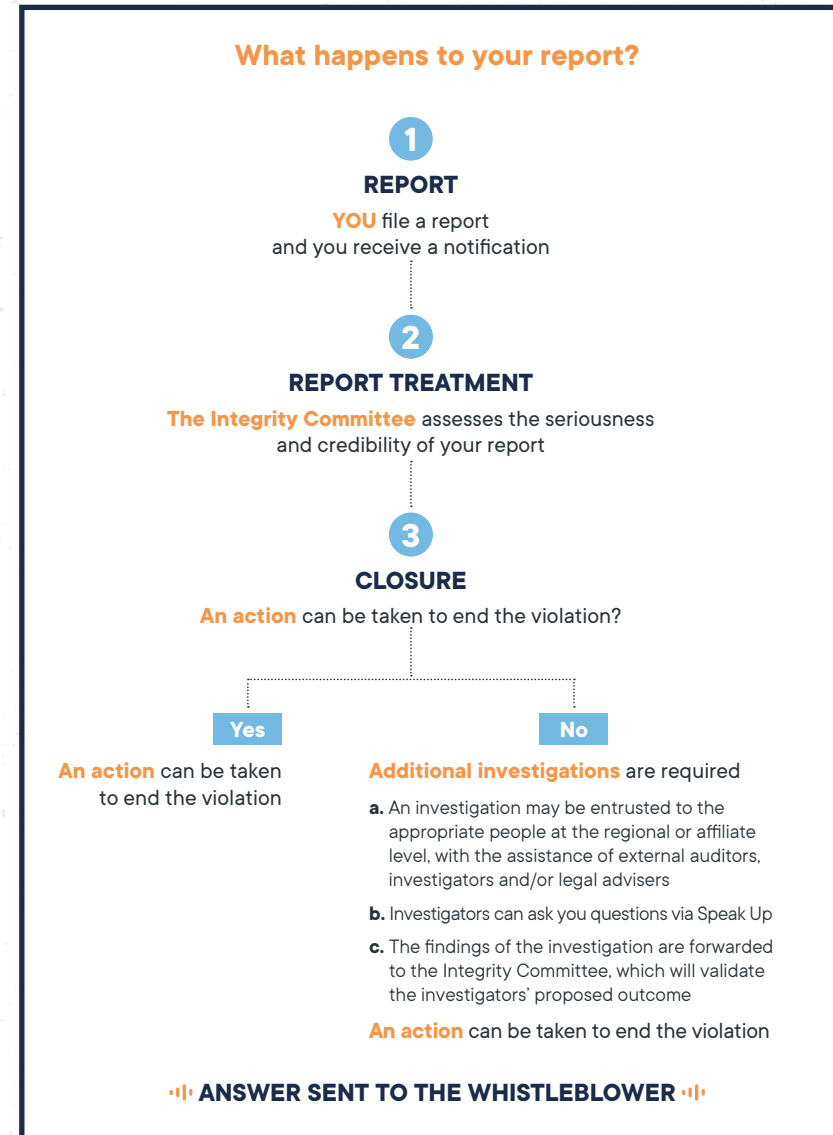 What happens to your report?
1
REPORT
YOU file a report
and you receive a notification
2
REPORT TREATMENT
The Integrity Committee assesses the seriousness
and credibility of your report
3
CLOSURE
An action can be taken to end the violation?
Yes
An action can be taken
to end the violation
No
Additional investigations are required
a. An investigation may be entrusted to the
appropriate people at the regional or affiliate
level, with the assistance of external auditors,
investigators and/or legal advisers
b. Investigators can ask you questions via Speak Up
c. The findings of the investigation are forwarded
to the Integrity Committee, which will validate
the investigators’ proposed outcome
An action can be taken to end the violation
ANSWER SENT TO THE WHISTLEBLOWER